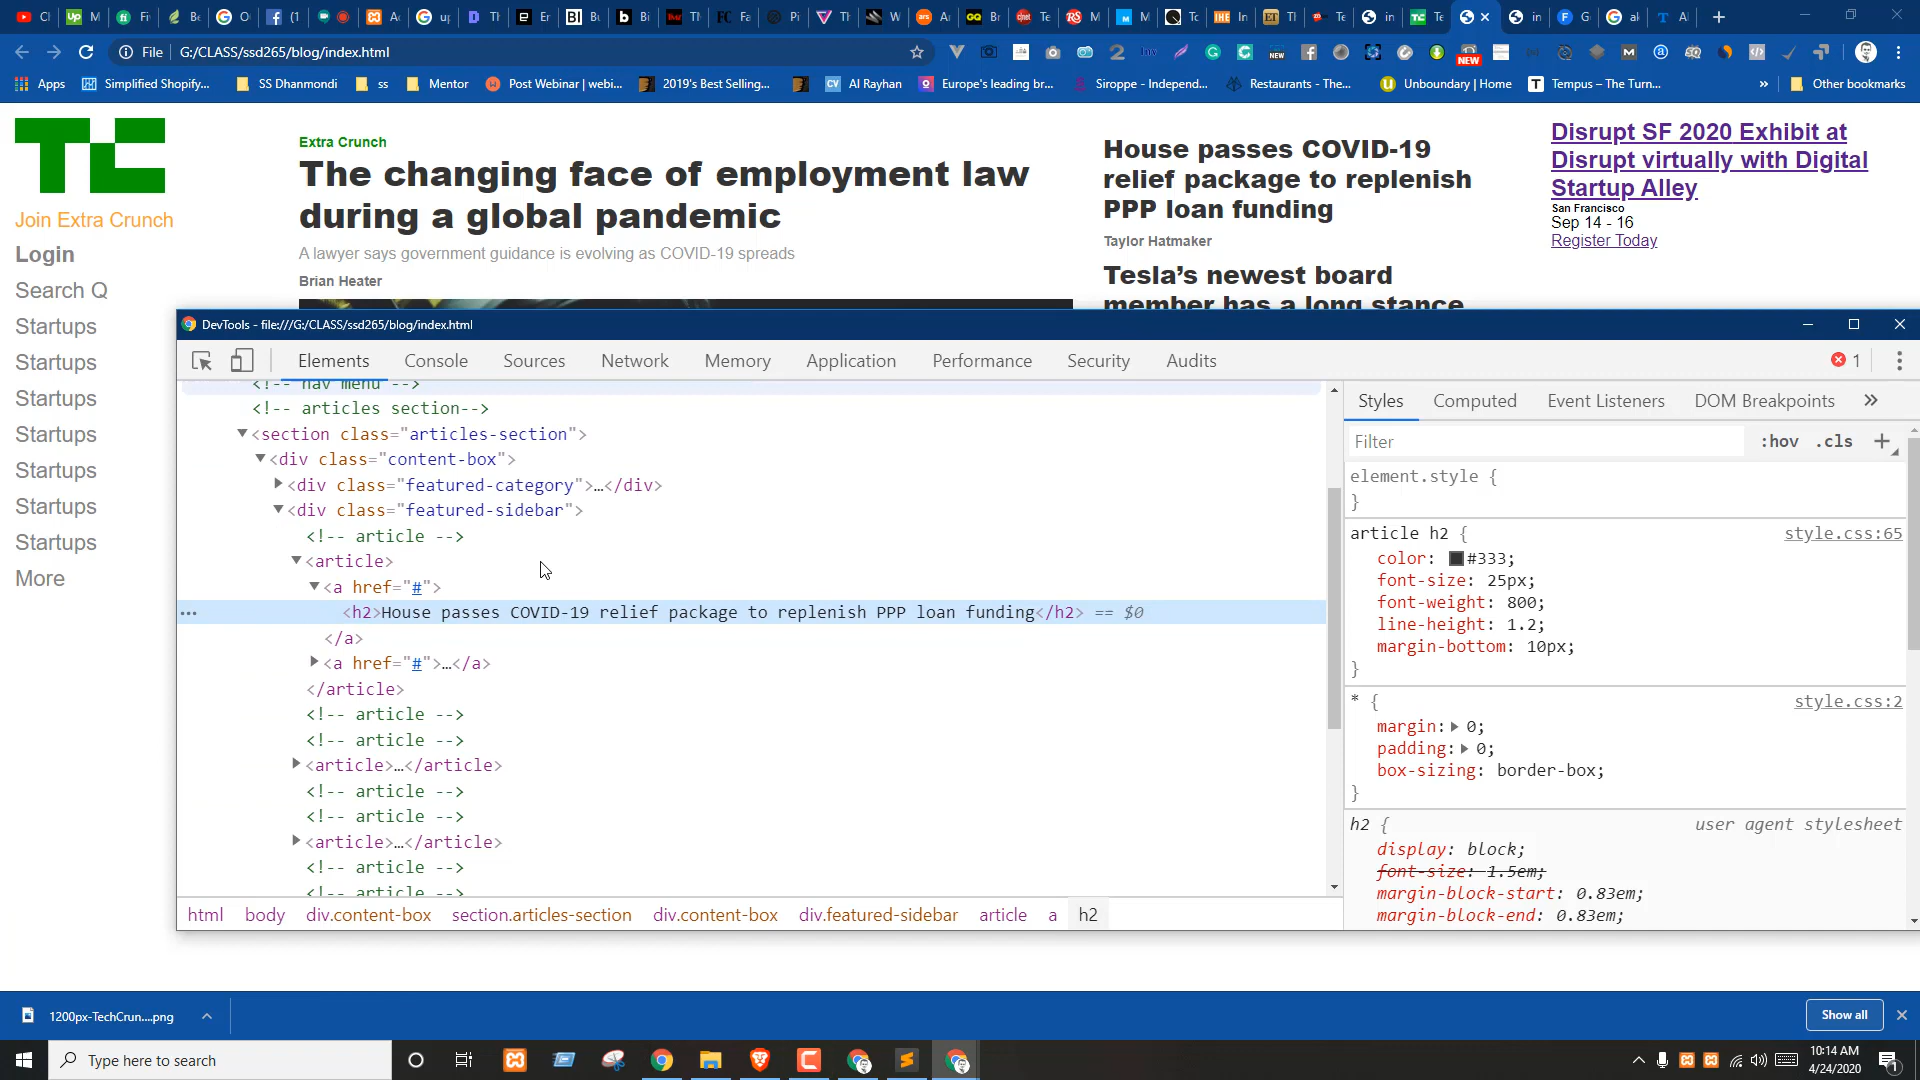 File
G:/CLASS/ssd265/blog/index.html
NEW
Apps
Simplified Shopify...
SS Dhanmondi
ss
Mentor
Post Webinar | webi...
2019's Best Selling...
Al Rayhan
Europe's leading br...
Siroppe - Independ...
Restaurants - The...
Unboundary | Home
Tempus – The Turn...
»
Other bookmarks
TC
Join Extra Crunch
Login
Search Q
Startups
Startups
Startups
Startups
Startups
Startups
Startups
More
Extra Crunch
The changing face of employment law
during a global pandemic
A lawyer says government guidance is evolving as COVID-19 spreads
Brian Heater
House passes COVID-19
relief package to replenish
PPP loan funding
Taylor Hatmaker
Tesla's newest board
member has a long stance
Disrupt SF 2020 Exhibit at
Disrupt virtually with Digital
Startup Alley
San Francisco
Sep 14 - 16
Register Today
DevTools - file:///G:/CLASS/ssd265/blog/index.html
Elements
Console
Sources
Network
Memory
Application
Performance
Security
Audits
1
<!-- nav menu -->
<!-- articles section-->
<section class="articles-section">
<div class="content-box">
<div class="featured-category">…</div>
<div class="featured-sidebar">
<!-- article -->
<article>
<a href="#">
<h2>House passes COVID-19 relief package to replenish PPP loan funding</h2> == $0
</a>
<a href="#">…</a>
</article>
<!-- article -->
<!-- article -->
<article>…</article>
<!-- article -->
<!-- article -->
<article>…</article>
<!-- article -->
<!-- article -->
html
body
div.content-box
section.articles-section
div.content-box
div.featured-sidebar
article
a
h2
Styles
Computed
Event Listeners
DOM Breakpoints
»
Filter
:hov
.cls
+
element.style {
}
article h2 {
style.css:65
color: #333;
font-size: 25px;
font-weight: 800;
line-height: 1.2;
margin-bottom: 10px;
}
* {
style.css:2
margin: 0;
padding: 0;
box-sizing: border-box;
}
h2 {
user agent stylesheet
display: block;
font-size: 1.5em;
margin-block-start: 0.83em;
margin-block-end: 0.83em;
1200px-TechCrun....png
Show all
Type here to search
10:14 AM
4/24/2020
1